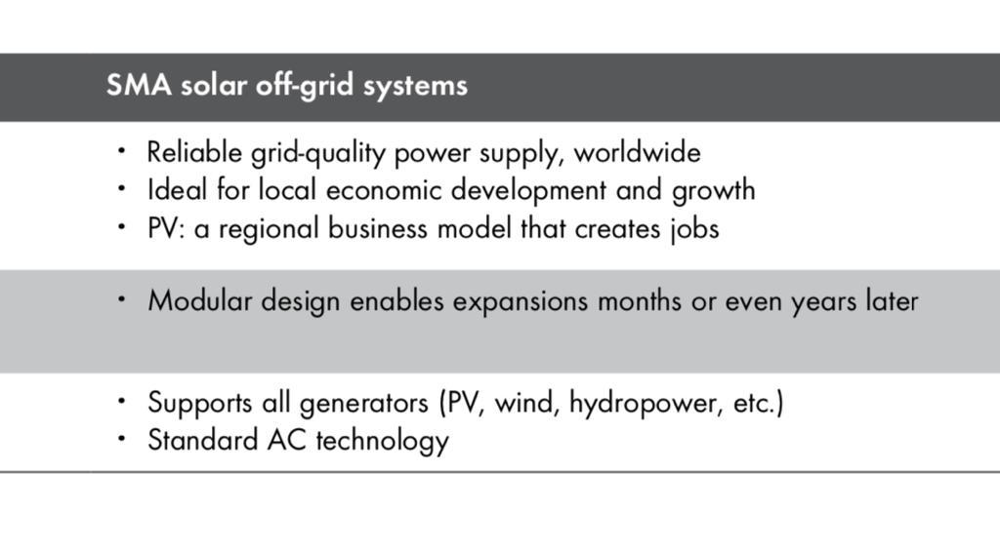 SMA solar off-grid systems
• Reliable grid-quality power supply, worldwide
• Ideal for local economic development and growth
• PV: a regional business model that creates jobs
• Modular design enables expansions months or even years later
• Supports all generators (PV, wind, hydropower, etc.)
• Standard AC technology